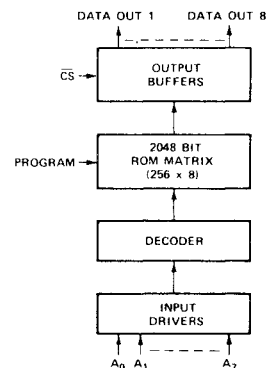 DATA OUT 1 DATA OUT 8
OUTPUT
BUFFERS
CS
2048 BIT
ROM MATRIX
(256 x 8)
PROGRAM
DECODER
INPUT
DRIVERS
A0 A1 A7